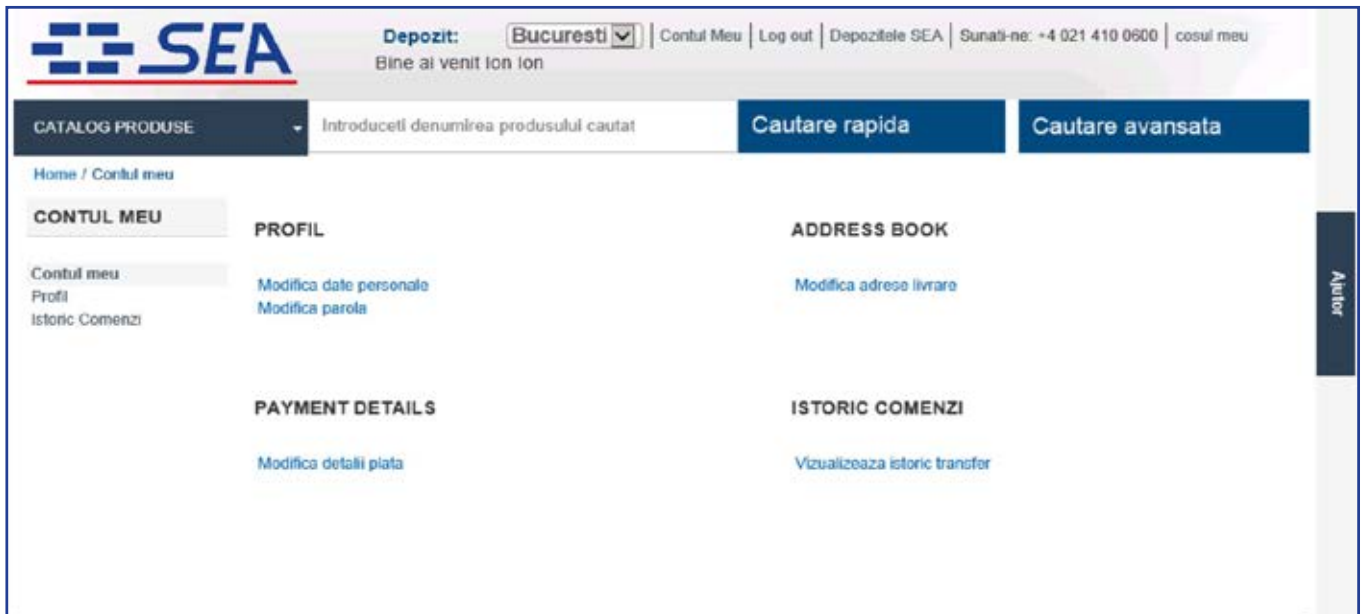 SEA
Depozit: Bucuresti | Contul Meu | Log out | Depozitele SEA | Sunati-ne: +4 021 410 0600 | cosul meu
Bine ai venit Ion Ion
CATALOG PRODUSE
Introduceti denumirea produsului cautat
Cautare rapida
Cautare avansata
Home / Contul meu
CONTUL MEU
Contul meu
Profil
Istoric Comenzi
PROFIL
Modifica date personale
Modifica parola
ADDRESS BOOK
Modifica adrese livrare
PAYMENT DETAILS
Modifica detalii plata
ISTORIC COMENZI
Vizualizeaza istoric transfer
Ajutor